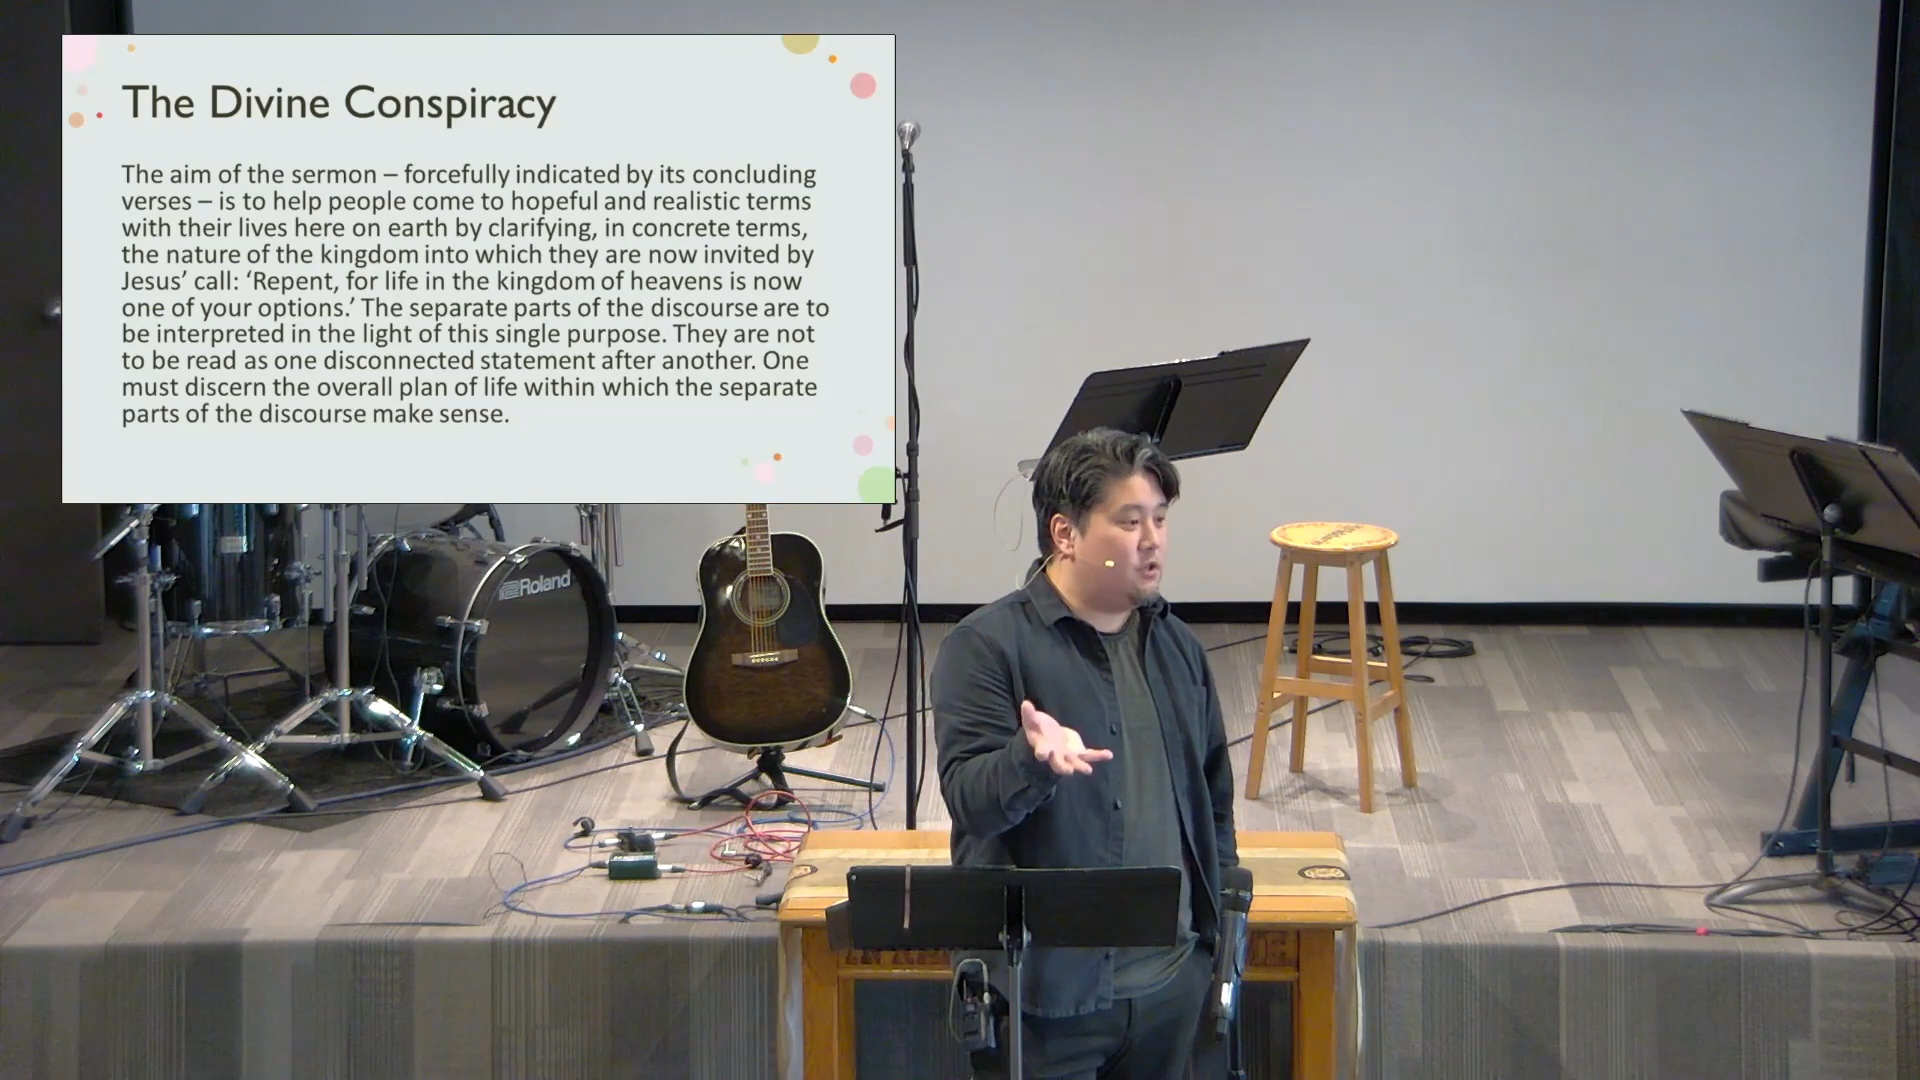 The Divine Conspiracy
The aim of the sermon – forcefully indicated by its concluding
verses – is to help people come to hopeful and realistic terms
with their lives here on earth by clarifying, in concrete terms,
the nature of the kingdom into which they are now invited by
Jesus’ call: ‘Repent, for life in the kingdom of heavens is now
one of your options.’ The separate parts of the discourse are to
be interpreted in the light of this single purpose. They are not
to be read as one disconnected statement after another. One
must discern the overall plan of life within which the separate
parts of the discourse make sense.
Roland